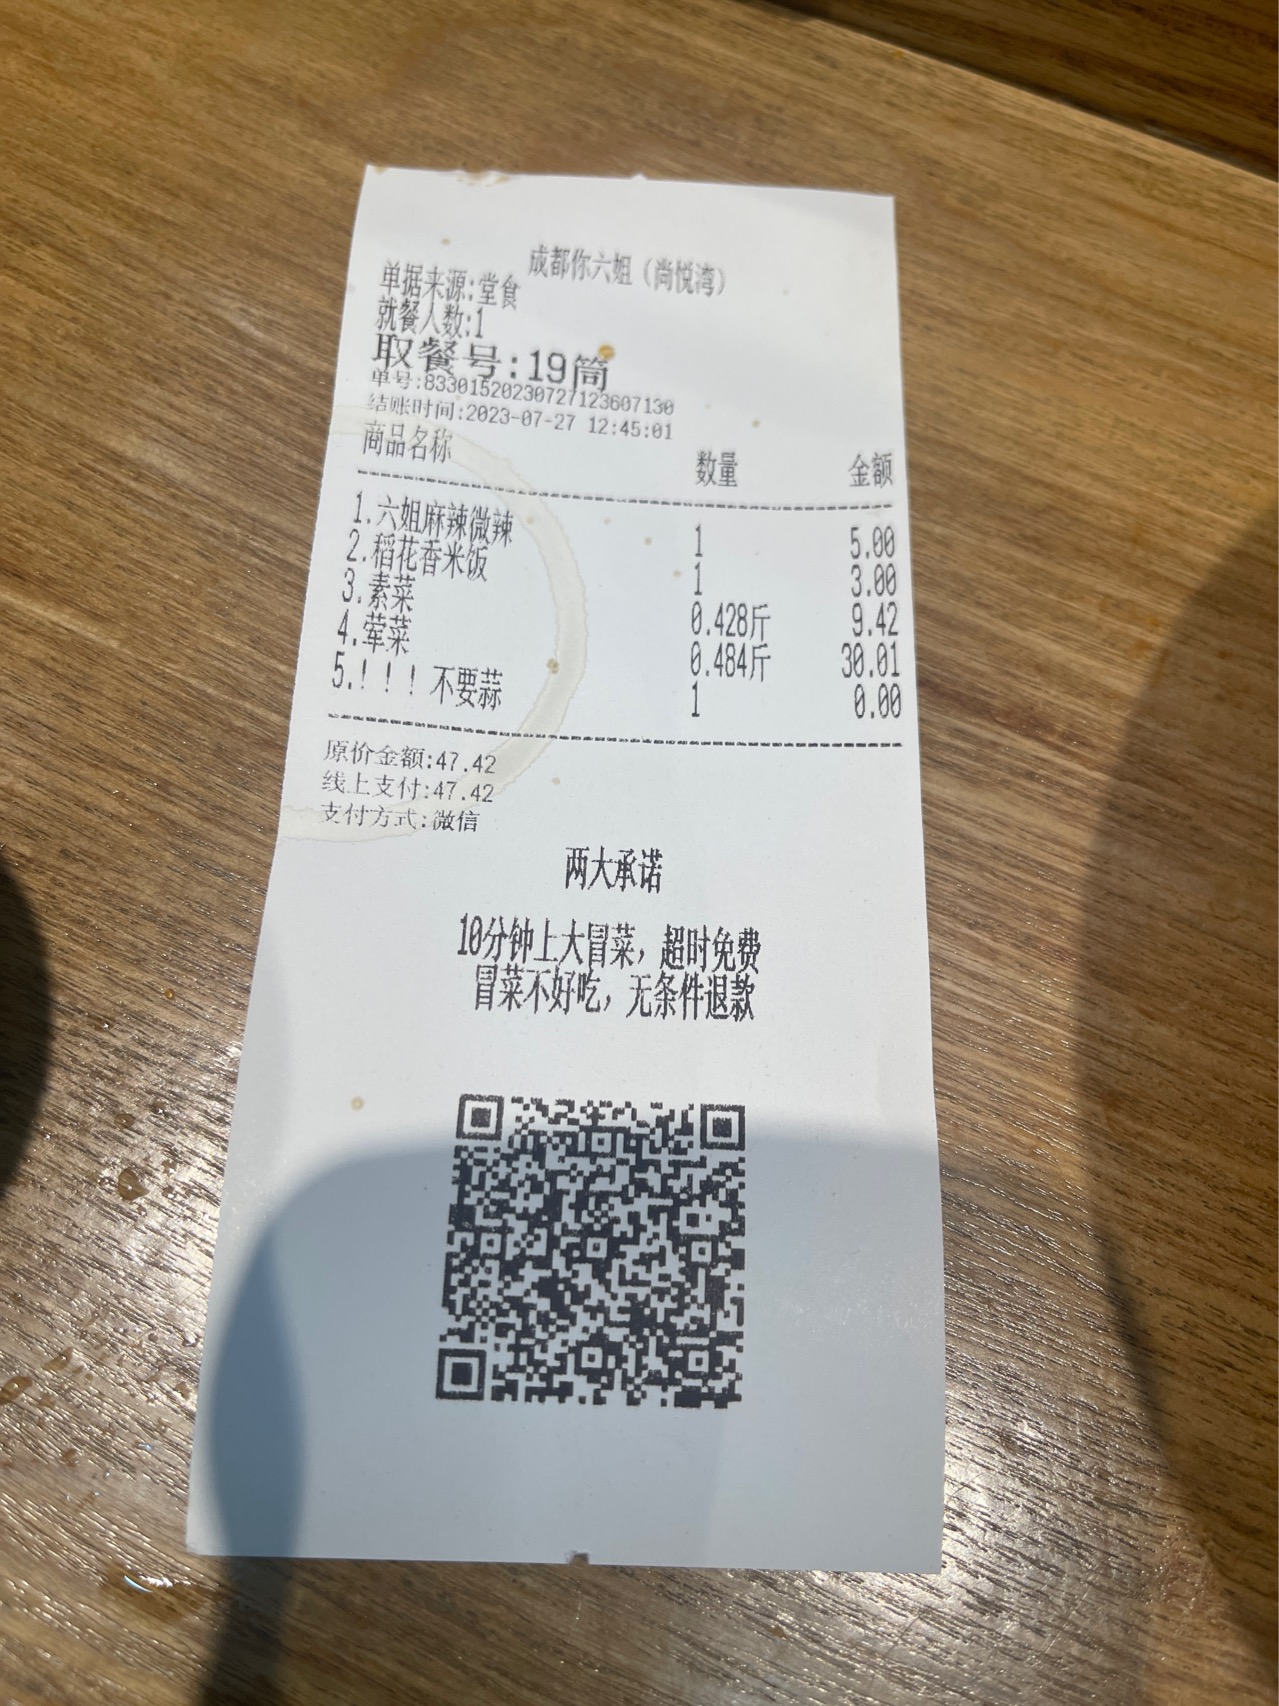 成都你六姐（尚悦湾）
单据来源:堂食
就餐人数:1
取餐号:19筒
单号:83301520230727123607130
结账时间:2023-07-27 12:45:01
商品名称 数量 金额
1.六姐麻辣微辣 1 5.00
2.稻花香米饭 1 3.00
3.素菜 0.428斤 9.42
4.荤菜 0.484斤 30.01
5.！！！不要蒜 1 0.00
原价金额:47.42
线上支付:47.42
支付方式:微信
两大承诺
10分钟上大冒菜，超时免费
冒菜不好吃，无条件退款